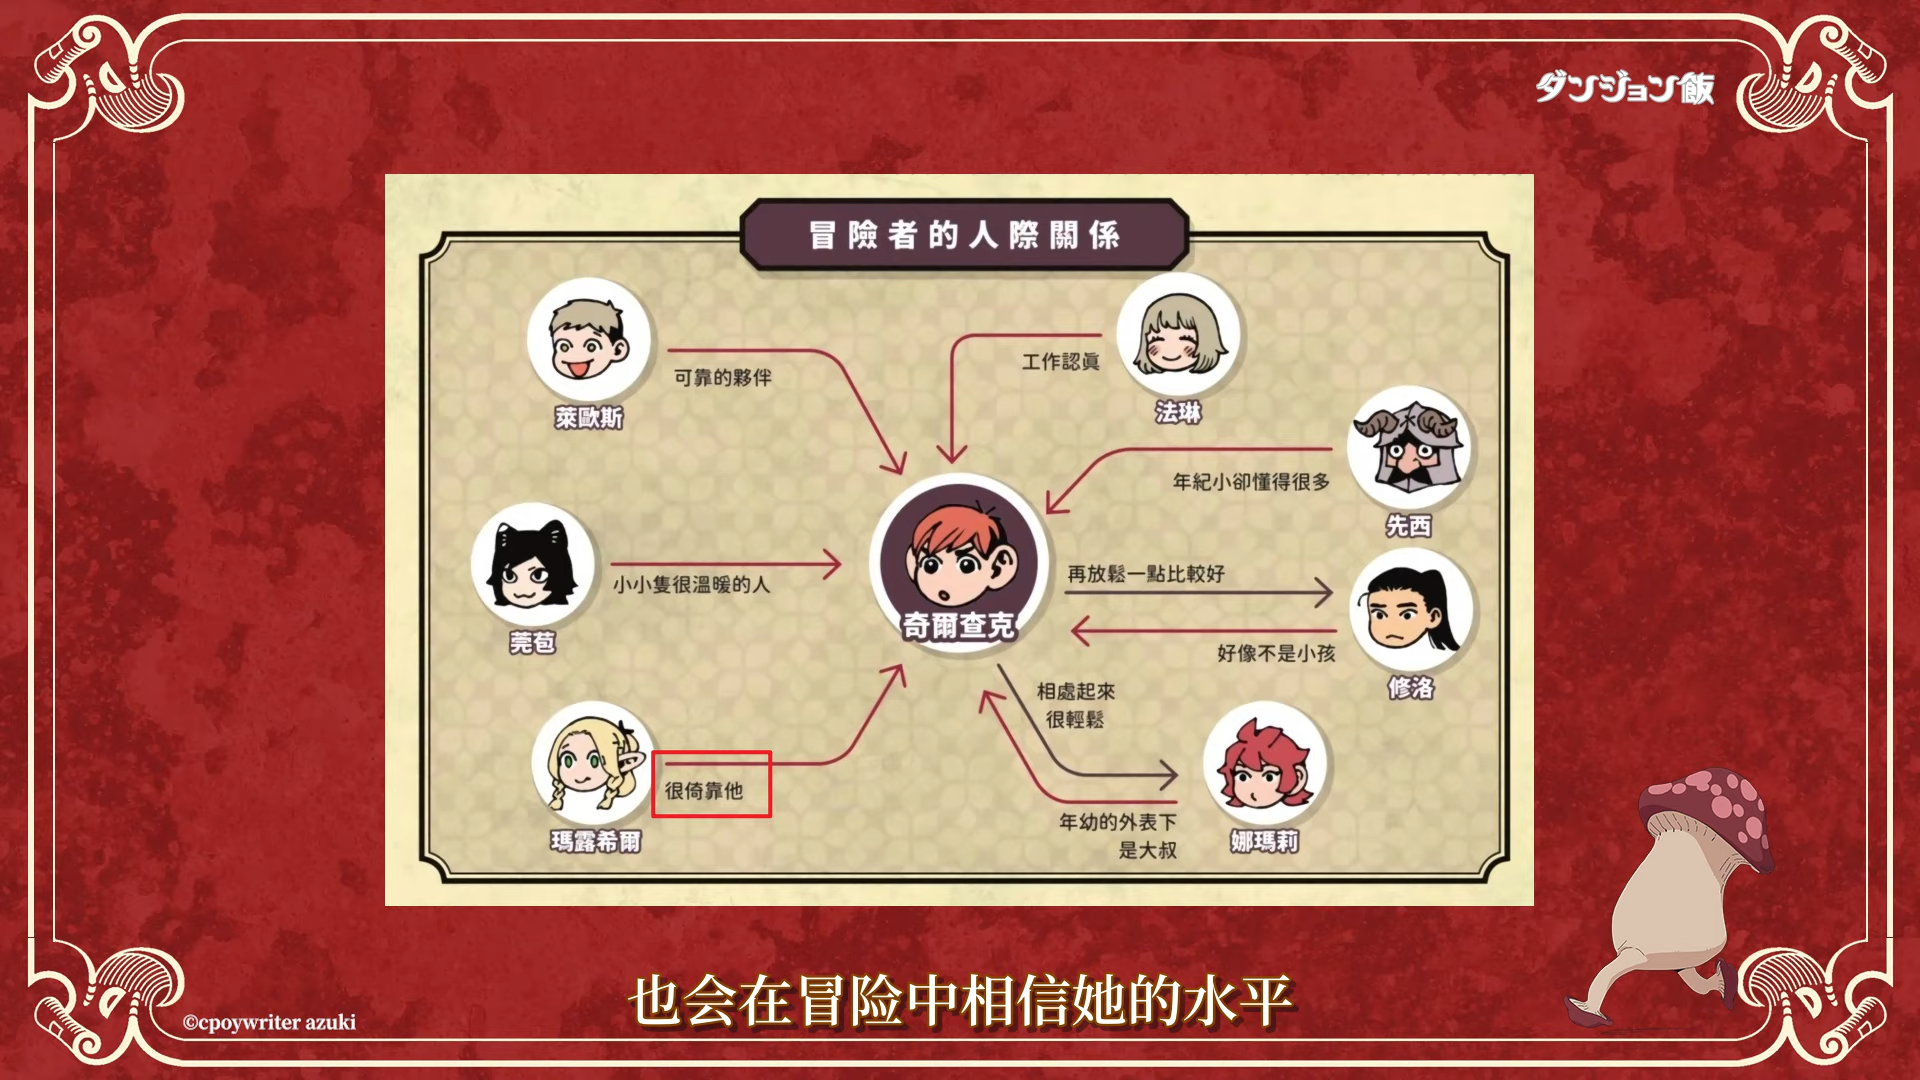 ダンジョン飯
冒險者的人際關係
萊歐斯
可靠的夥伴
工作認眞
法琳
年紀小卻懂得很多
先西
莞苞
小小隻很溫暖的人
奇爾查克
再放鬆一點比較好
好像不是小孩
修洛
瑪露希爾
很倚靠他
相處起來
很輕鬆
年幼的外表下
是大叔
娜瑪莉
也会在冒险中相信她的水平
©cpoywriter azuki